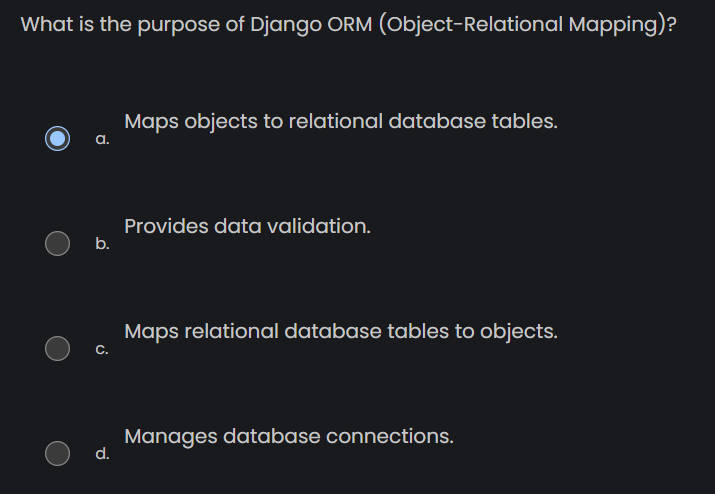 What is the purpose of Django ORM (Object-Relational Mapping)?
a. Maps objects to relational database tables.
b. Provides data validation.
c. Maps relational database tables to objects.
d. Manages database connections.